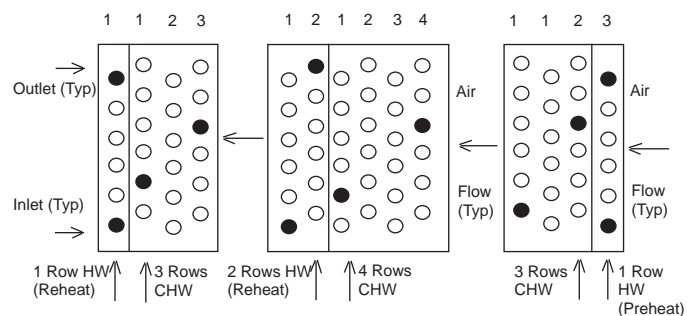 1 1 2 3
1 2 1 2 3 4
1 1 2 3
Outlet (Typ)
Air
Air
Inlet (Typ)
Flow
(Typ)
Flow
(Typ)
1 Row HW
(Reheat)
3 Rows
CHW
2 Rows HW
(Reheat)
4 Rows
CHW
3 Rows
CHW
1 Row
HW
(Preheat)